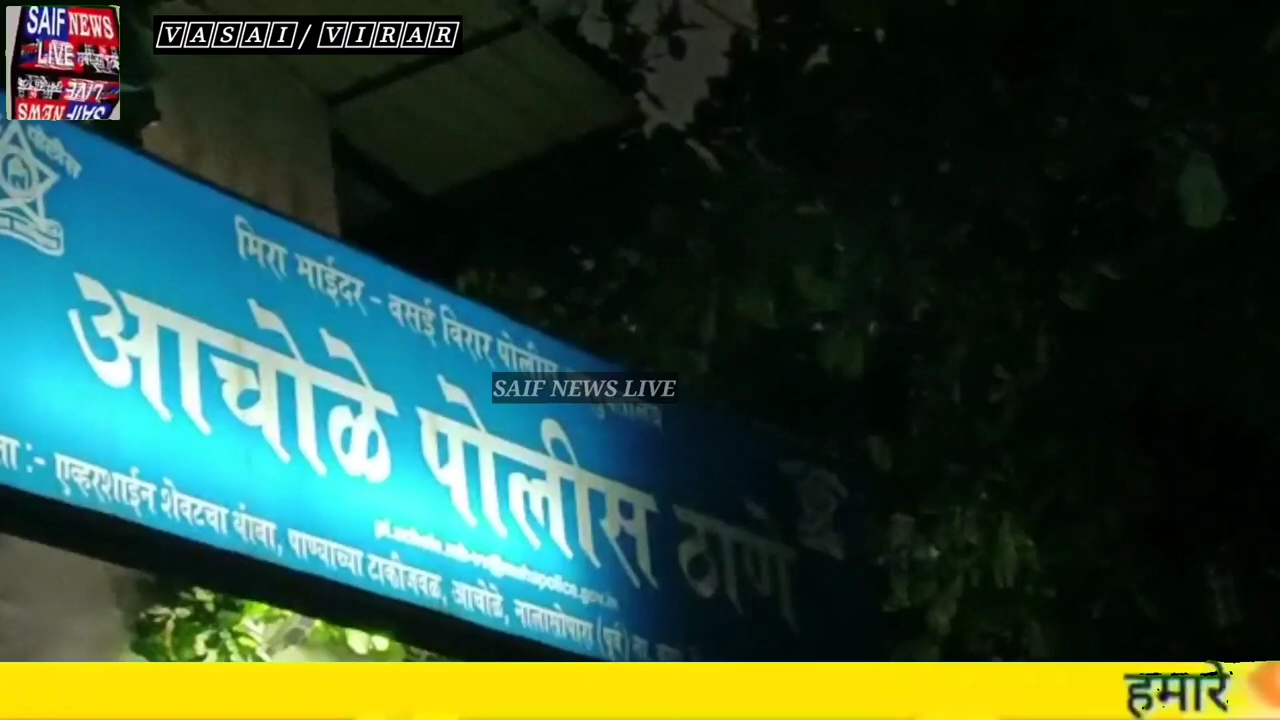 SAIF NEWS
LIVE
VASAI/VIRAR
मिरा भाईंदर - वसई विरार पोलीस
आचोळे पोलीस ठाणे
SAIF NEWS LIVE
:- एव्हरशाईन शेवटचा थांबा, पाण्याच्या टाकीजवळ, आचोळे, नालासोपारा (पूर्व)
हमारे